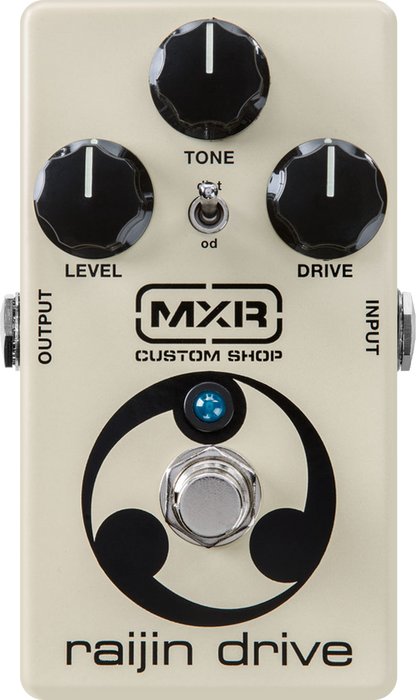 TONE
od
LEVEL
DRIVE
OUTPUT
INPUT
MXR
CUSTOM SHOP
raijin drive